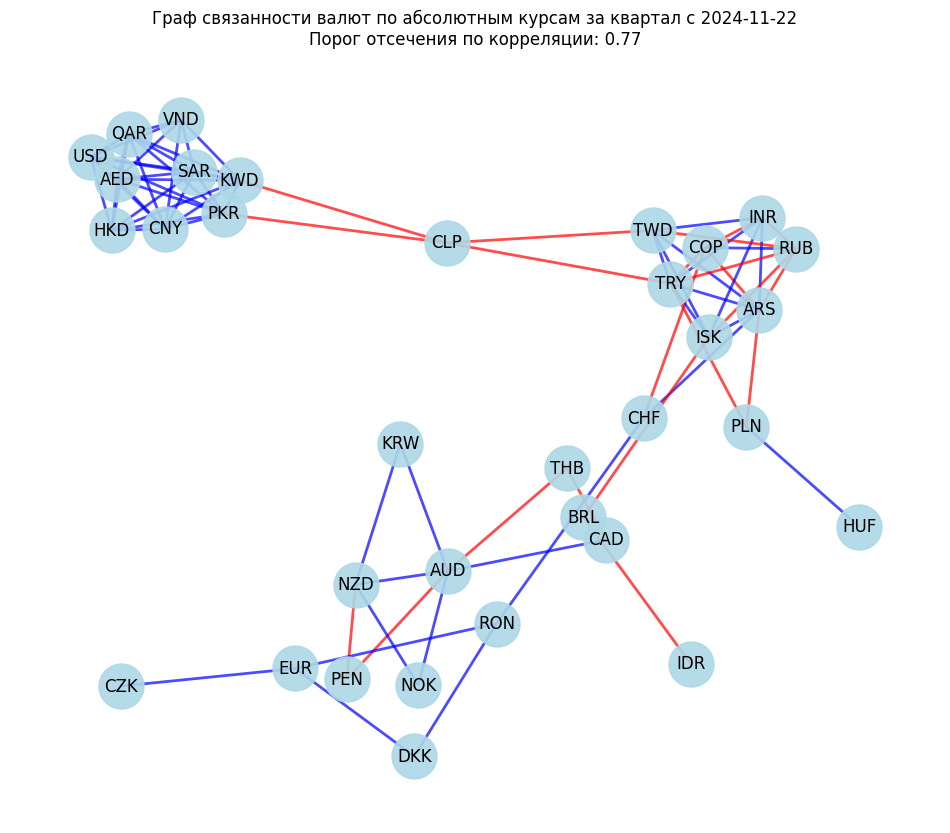 Граф связанности валют по абсолютным курсам за квартал с 2024-11-22
Порог отсечения по корреляции: 0.77
VND
QAR
USD
SAR
AED
KWD
PKR
HKD
CNY
CLP
TWD
INR
COP
RUB
TRY
ARS
ISK
CHF
PLN
KRW
THB
BRL
HUF
CAD
AUD
NZD
RON
IDR
EUR
PEN
NOK
CZK
DKK